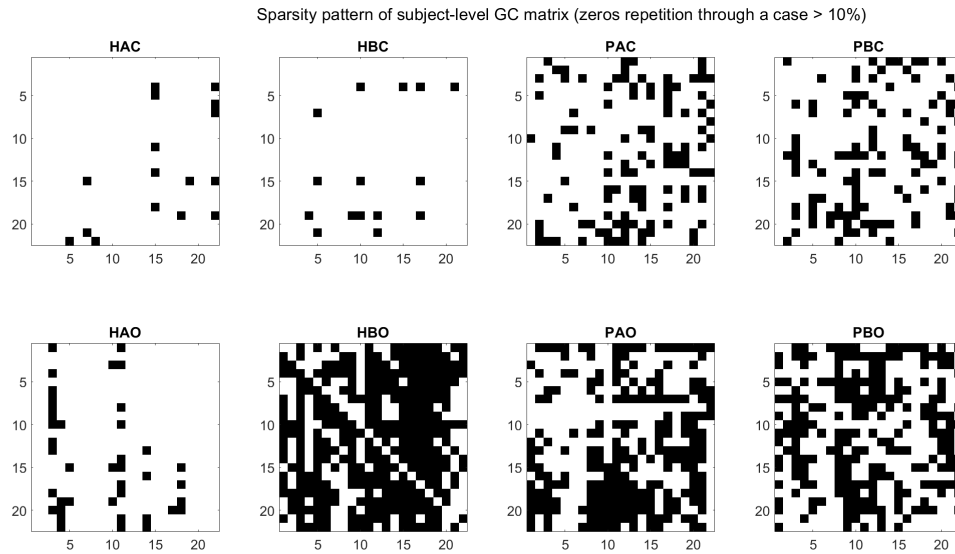 Sparsity pattern of subject-level GC matrix (zeros repetition through a case > 10%)
HAC HBC PAC PBC
5 5 5 5
10 10 10 10
15 15 15 15
20 20 20 20
5 10 15 20 5 10 15 20 5 10 15 20 5 10 15 20
HAO HBO PAO PBO
5 5 5 5
10 10 10 10
15 15 15 15
20 20 20 20
5 10 15 20 5 10 15 20 5 10 15 20 5 10 15 20